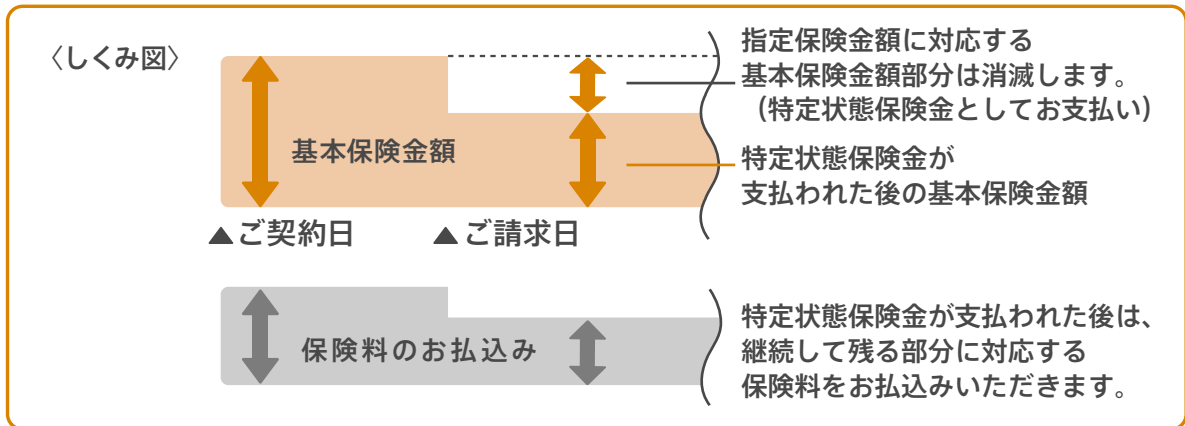 〈しくみ図〉
指定保険金額に対応する
基本保険金額部分は消滅します。
（特定状態保険金としてお支払い）
基本保険金額
特定状態保険金が
支払われた後の基本保険金額
▲ご契約日
▲ご請求日
保険料のお払込み
特定状態保険金が支払われた後は、
継続して残る部分に対応する
保険料をお払込みいただきます。